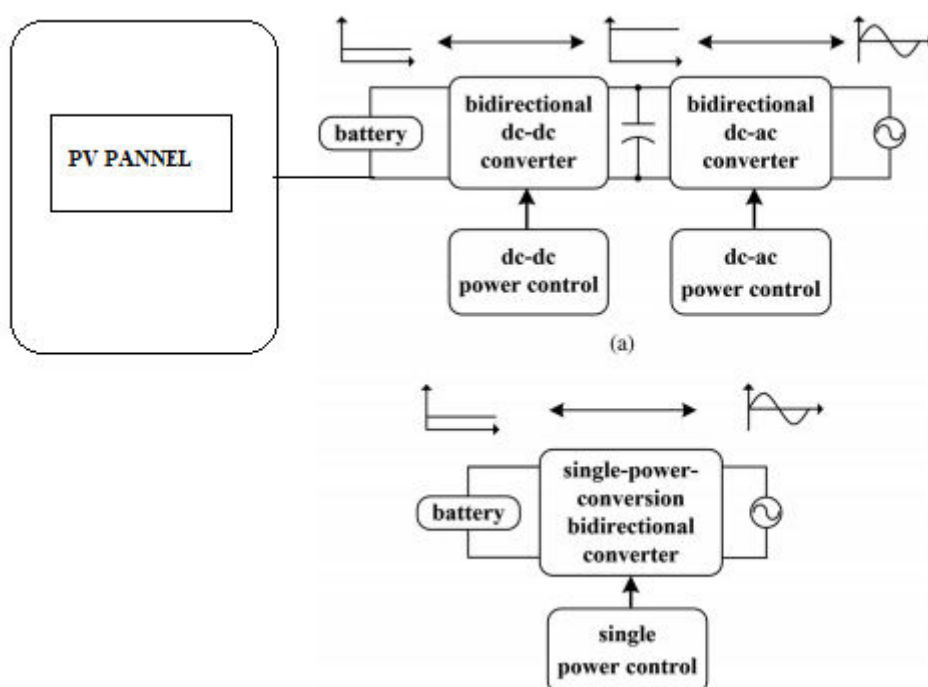 PV PANNEL
battery
bidirectional
dc-dc
converter
bidirectional
dc-ac
converter
dc-dc
power control
dc-ac
power control
(a)
battery
single-power-
conversion
bidirectional
converter
single
power control